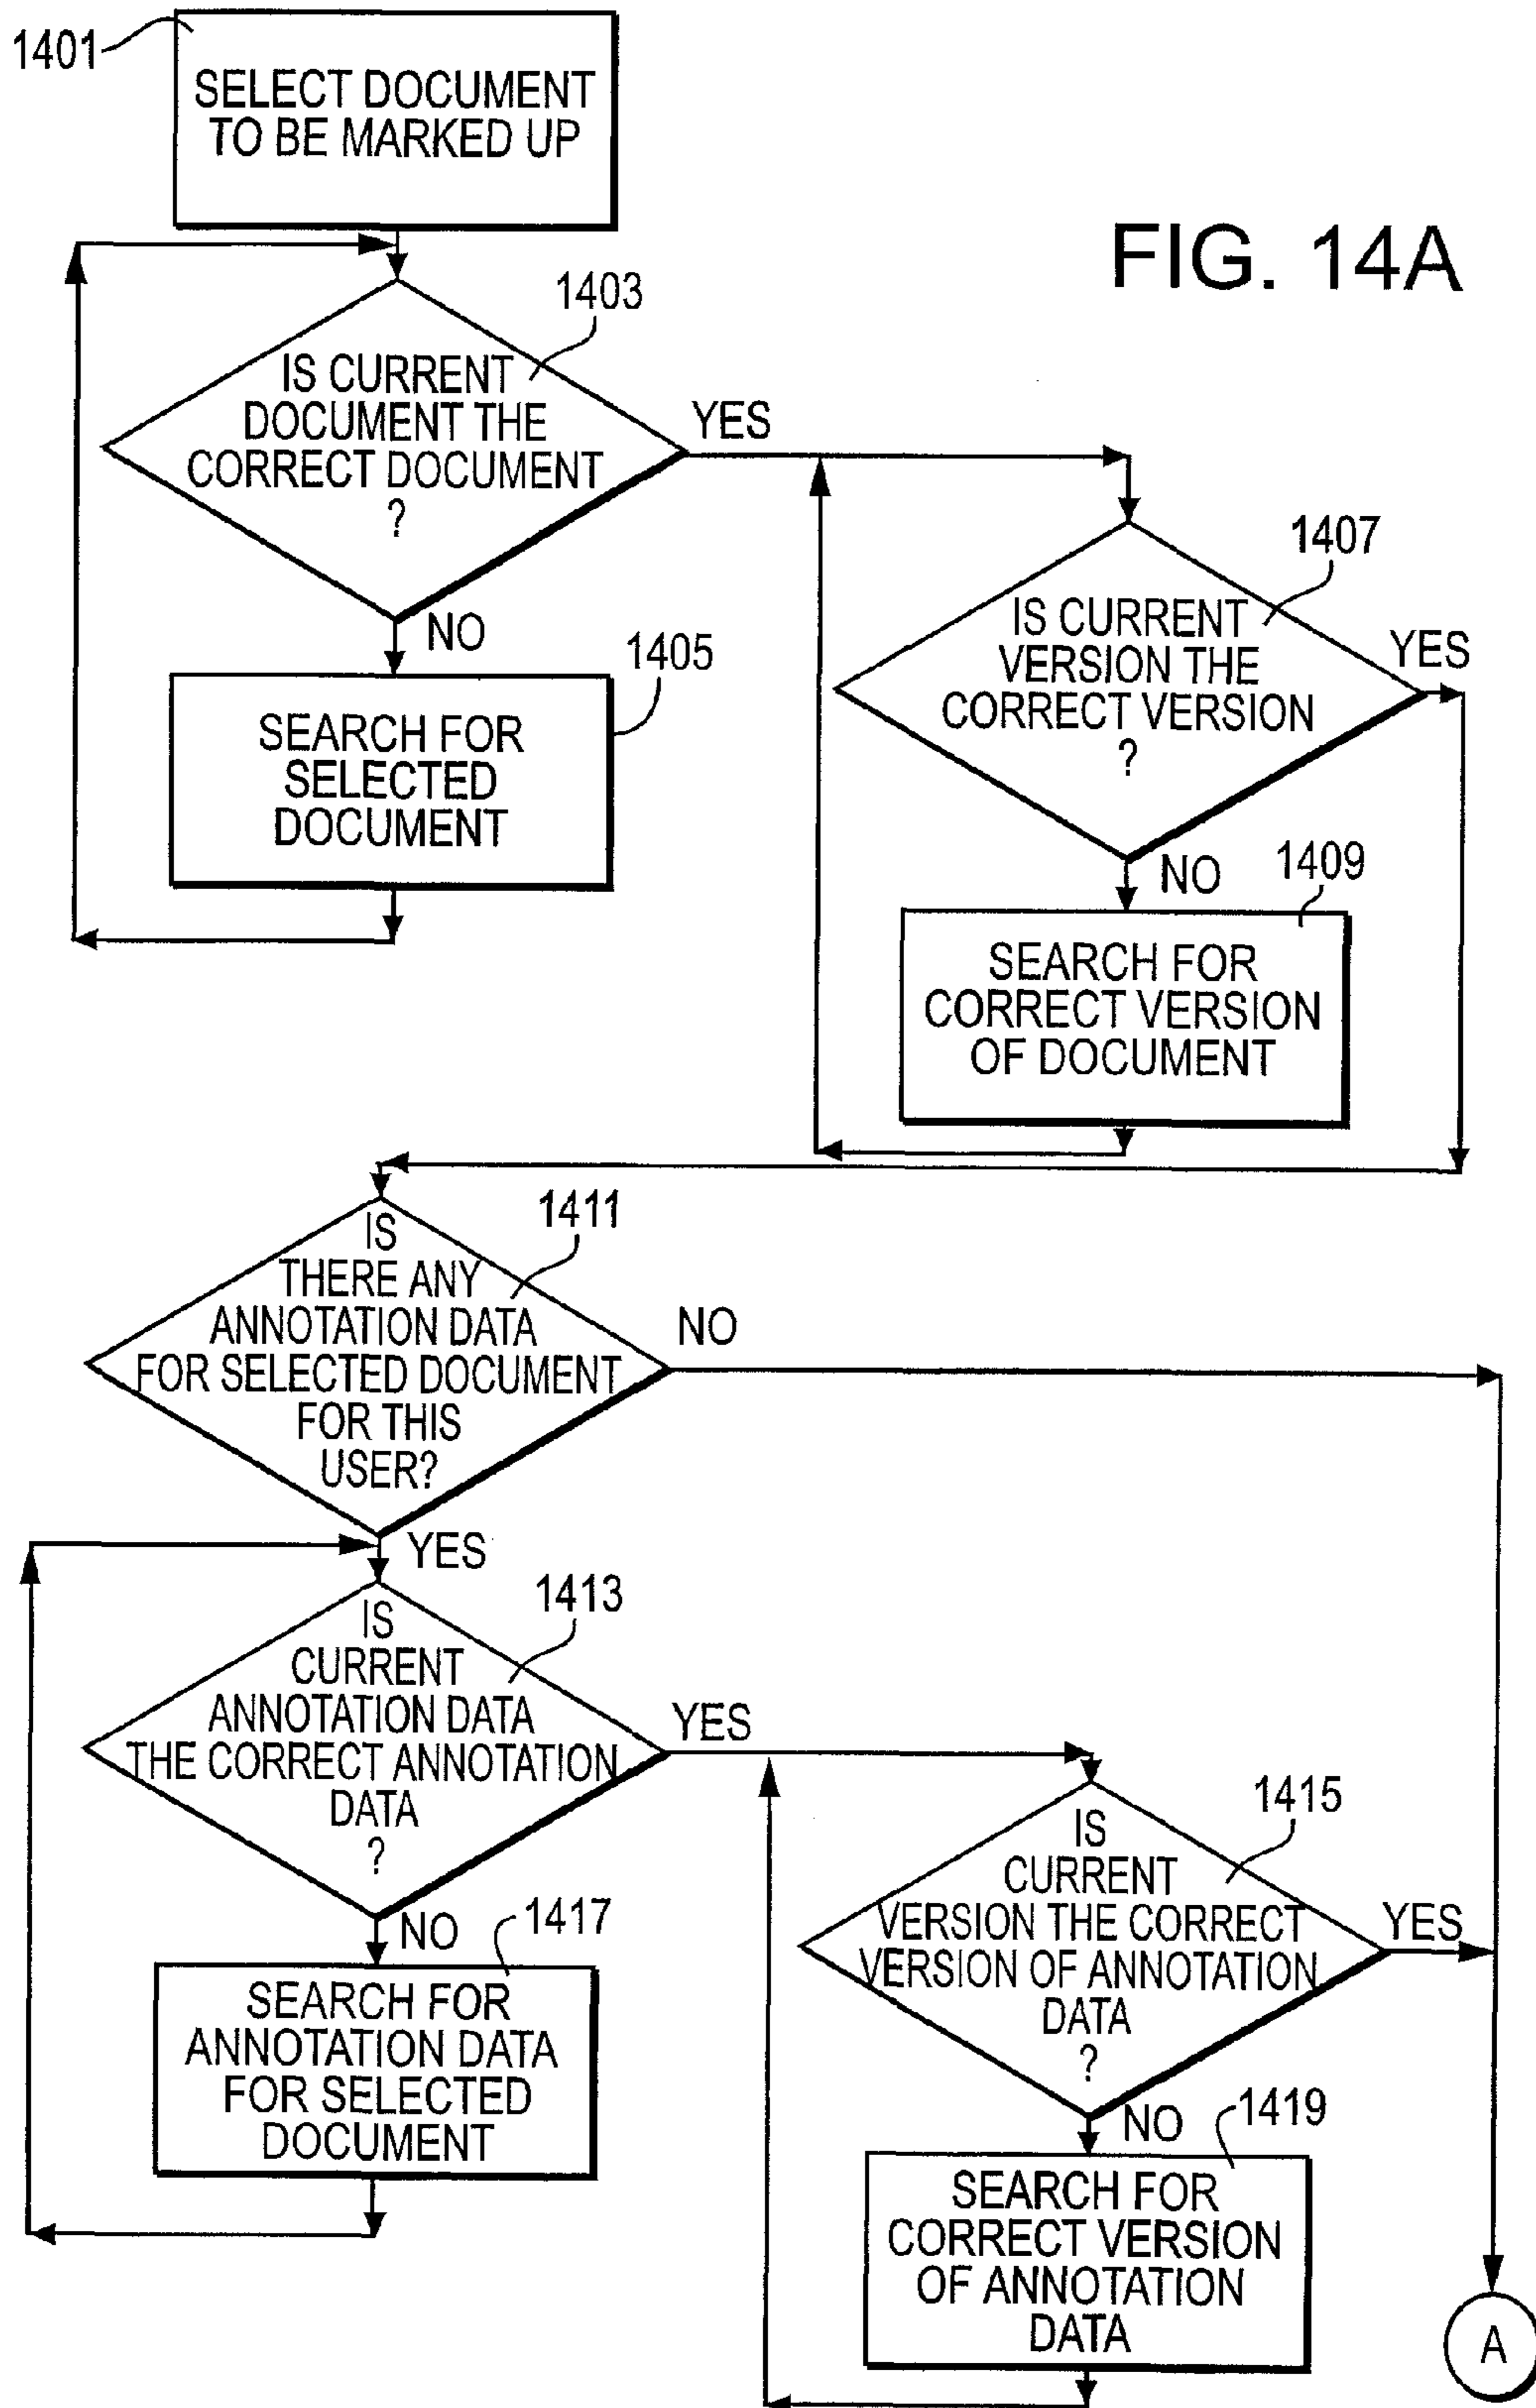 1401
SELECT DOCUMENT
TO BE MARKED UP
FIG. 14A
1403
IS CURRENT
DOCUMENT THE
CORRECT DOCUMENT
?
YES
NO
1405
SEARCH FOR
SELECTED
DOCUMENT
1407
IS CURRENT
VERSION THE
CORRECT VERSION
?
YES
NO
1409
SEARCH FOR
CORRECT VERSION
OF DOCUMENT
1411
IS
THERE ANY
ANNOTATION DATA
FOR SELECTED DOCUMENT
FOR THIS
USER?
NO
YES
1413
IS
CURRENT
ANNOTATION DATA
THE CORRECT ANNOTATION
DATA
?
YES
NO
1417
SEARCH FOR
ANNOTATION DATA
FOR SELECTED
DOCUMENT
1415
IS
CURRENT
VERSION THE CORRECT
VERSION OF ANNOTATION
DATA
?
YES
NO
1419
SEARCH FOR
CORRECT VERSION
OF ANNOTATION
DATA
A